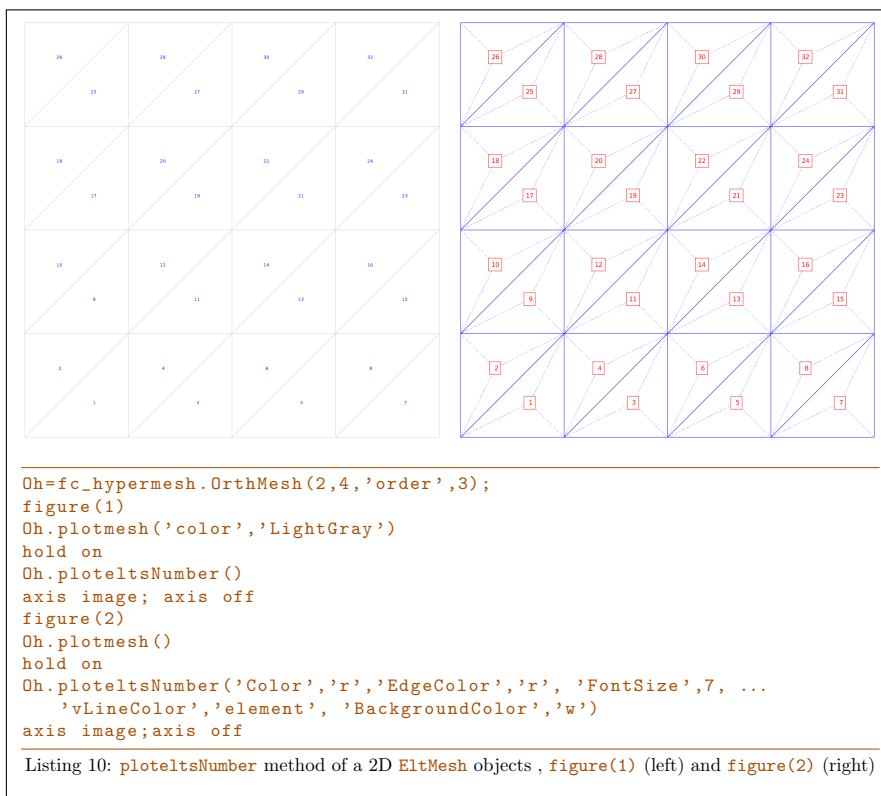 26 28 30 32
25 27 29 31
18 20 22 24
17 19 21 23
10 12 14 16
9 11 13 15
2 4 6 8
1 3 5 7
26 28 30 32
25 27 29 31
18 20 22 24
17 19 21 23
10 12 14 16
9 11 13 15
2 4 6 8
1 3 5 7
Oh=fc_hypermesh.OrthMesh(2,4,'order',3);
figure(1)
Oh.plotmesh('color','LightGray')
hold on
Oh.ploteltsNumber()
axis image; axis off
figure(2)
Oh.plotmesh()
hold on
Oh.ploteltsNumber('Color','r','EdgeColor','r', 'FontSize',7, ...
'vLineColor','element', 'BackgroundColor','w')
axis image;axis off
Listing 10: ploteltsNumber method of a 2D EltMesh objects , figure(1) (left) and figure(2) (right)